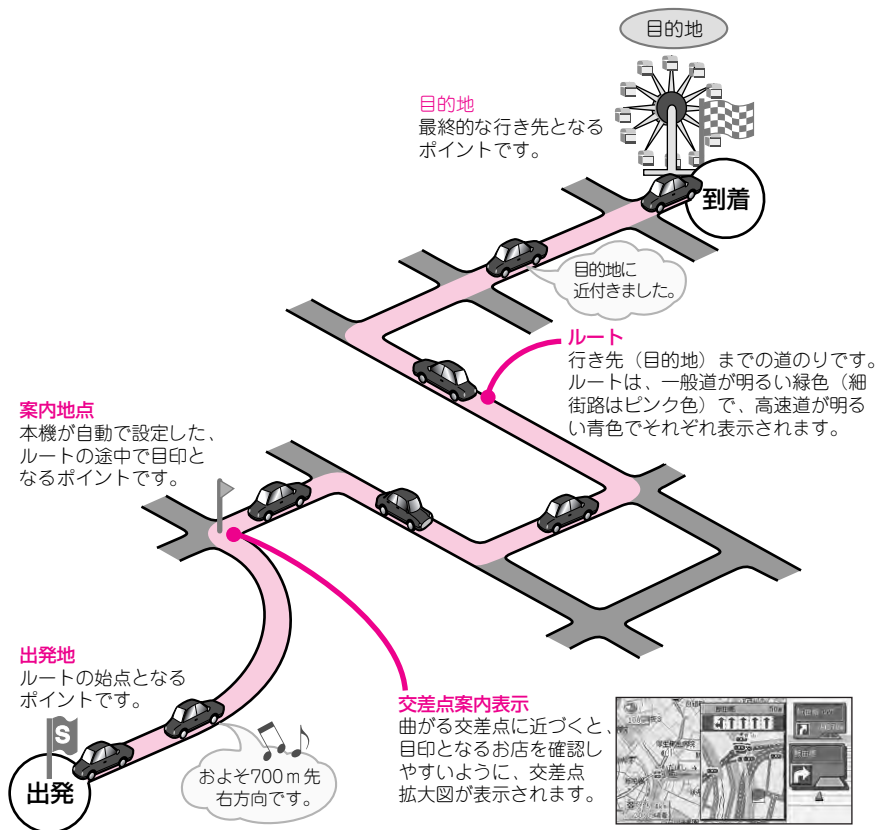 目的地
目的地
最終的な行き先となる
ポイントです。
到着
目的地に
近付きました。
ルート
行き先（目的地）までの道のりです。
ルートは、一般道が明るい緑色（細
街路はピンク色）で、高速道が明る
い青色でそれぞれ表示されます。
案内地点
本機が自動で設定した、
ルートの途中で目印と
なるポイントです。
出発地
ルートの始点となる
ポイントです。
S
出発
およそ700m先
右方向です。
交差点案内表示
曲がる交差点に近づくと、
目印となるお店を確認し
やすいように、交差点
拡大図が表示されます。